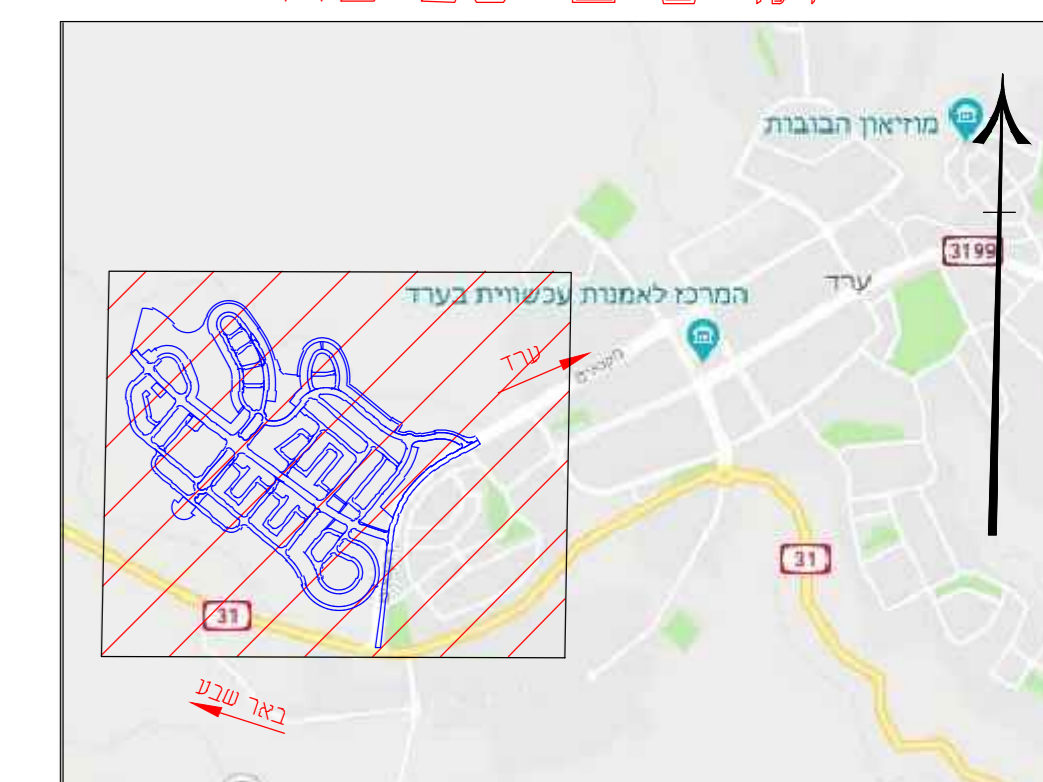 מוזיאון הבובות
3199
ערד
המרכז לאמנות עכשווית בערד
ערד
31
31
באר שבע